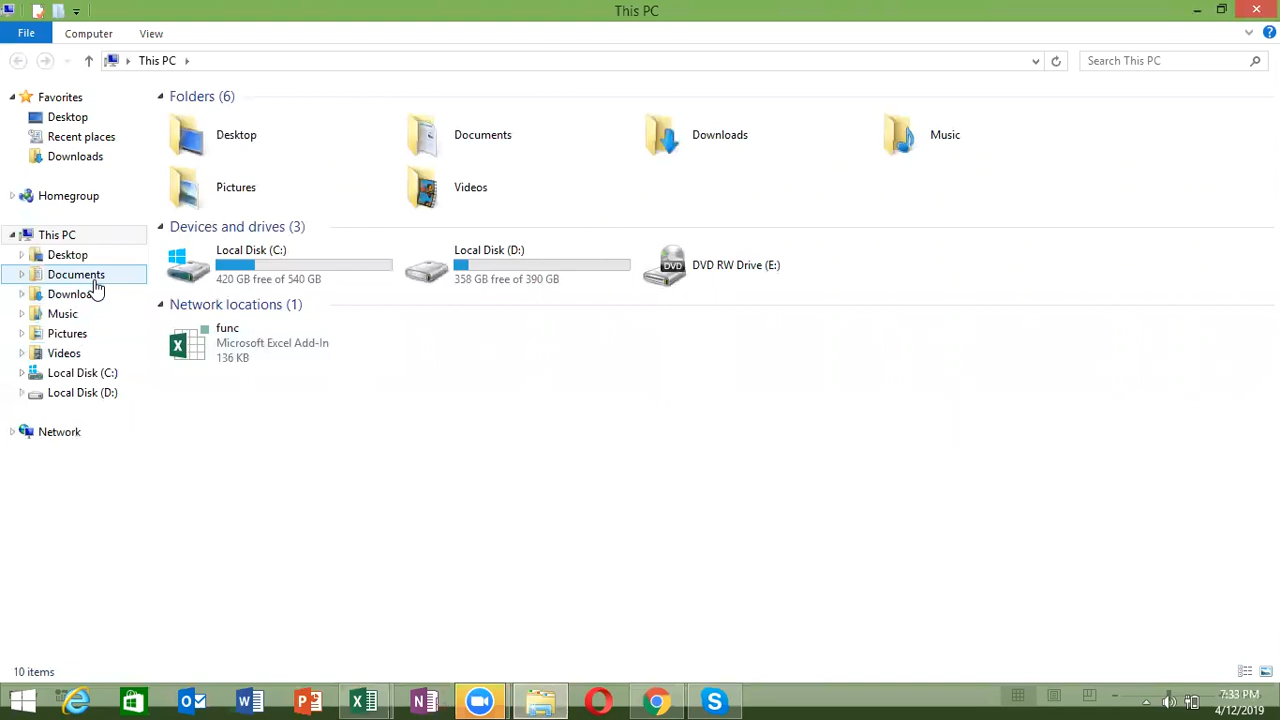 This PC
File
Computer
View
This PC
Search This PC
Favorites
Desktop
Recent places
Downloads
Homegroup
This PC
Desktop
Documents
Music
Pictures
Videos
Local Disk (C:)
Local Disk (D:)
Network
Folders (6)
Desktop
Documents
Downloads
Music
Pictures
Videos
Devices and drives (3)
Local Disk (C:)
420 GB free of 540 GB
Local Disk (D:)
358 GB free of 390 GB
DVD
DVD RW Drive (E:)
Network locations (1)
func
Microsoft Excel Add-In
136 KB
10 items
7:33 PM
4/12/2019